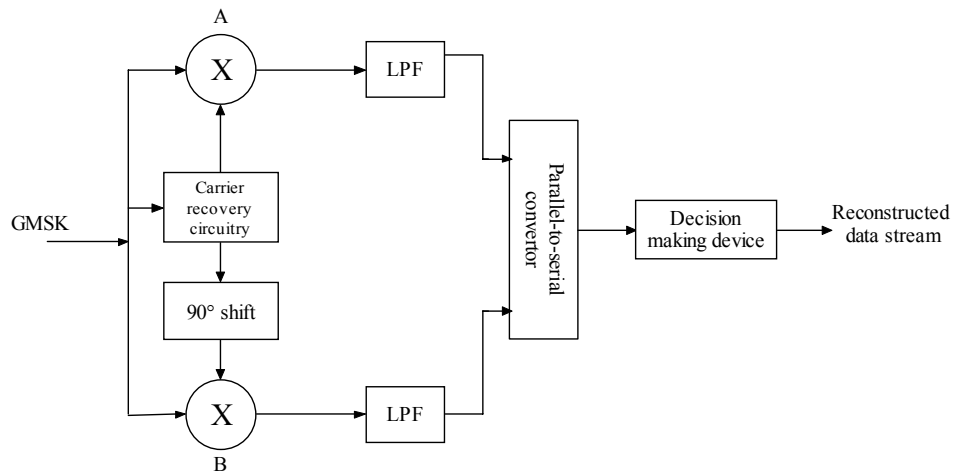 A
X
LPF
Carrier
recovery
circuitry
GMSK
90° shift
X
B
LPF
Parallel-to-serial
convertor
Decision
making device
Reconstructed
data stream